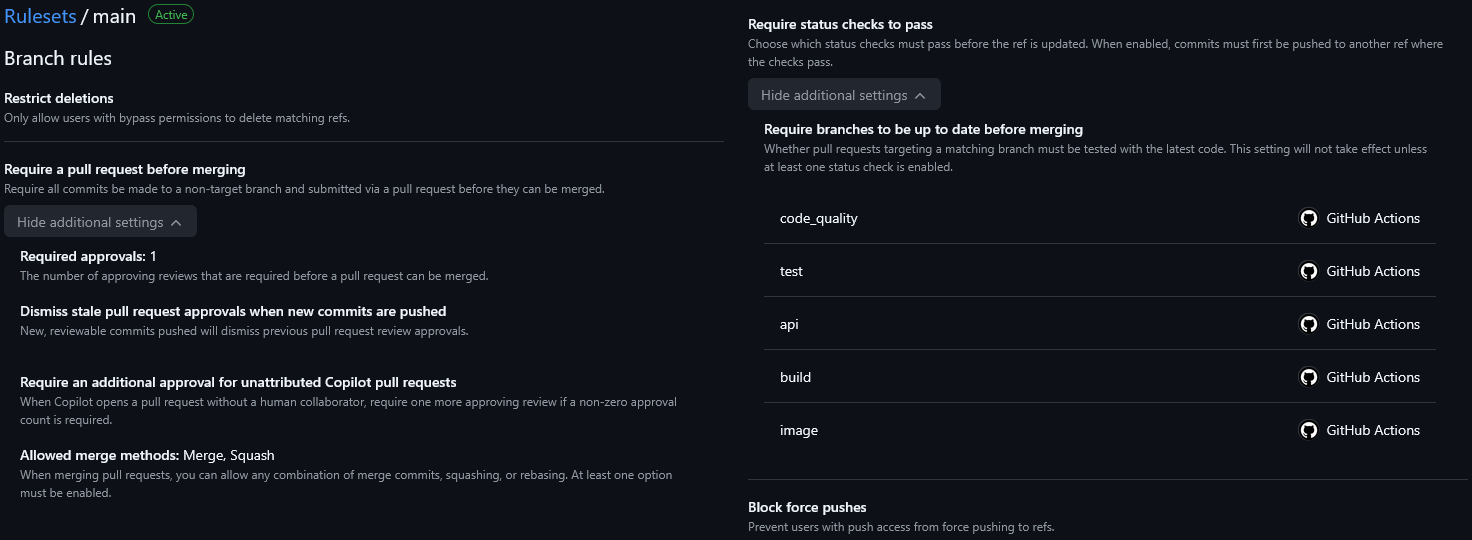 Rulesets / main Active
Branch rules
Restrict deletions
Only allow users with bypass permissions to delete matching refs.
Require a pull request before merging
Require all commits be made to a non-target branch and submitted via a pull request before they can be merged.
Hide additional settings
Required approvals: 1
The number of approving reviews that are required before a pull request can be merged.
Dismiss stale pull request approvals when new commits are pushed
New, reviewable commits pushed will dismiss previous pull request review approvals.
Require an additional approval for unattributed Copilot pull requests
When Copilot opens a pull request without a human collaborator, require one more approving review if a non-zero approval
count is required.
Allowed merge methods: Merge, Squash
When merging pull requests, you can allow any combination of merge commits, squashing, or rebasing. At least one option
must be enabled.
Require status checks to pass
Choose which status checks must pass before the ref is updated. When enabled, commits must first be pushed to another ref where
the checks pass.
Hide additional settings
Require branches to be up to date before merging
Whether pull requests targeting a matching branch must be tested with the latest code. This setting will not take effect unless
at least one status check is enabled.
code_quality GitHub Actions
test GitHub Actions
api GitHub Actions
build GitHub Actions
image GitHub Actions
Block force pushes
Prevent users with push access from force pushing to refs.